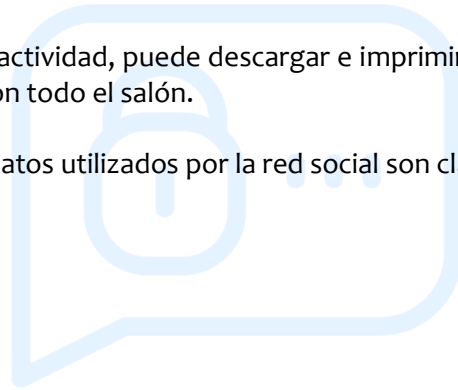 actividad, puede descargar e imprimir
on todo el salón.
atos utilizados por la red social son cl